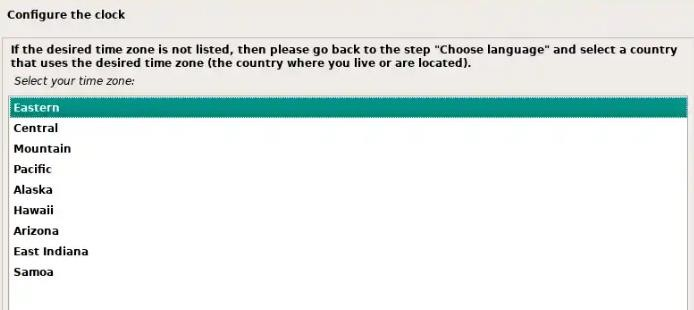 Configure the clock
If the desired time zone is not listed, then please go back to the step "Choose language" and select a country
that uses the desired time zone (the country where you live or are located).
Select your time zone:
Eastern
Central
Mountain
Pacific
Alaska
Hawaii
Arizona
East Indiana
Samoa